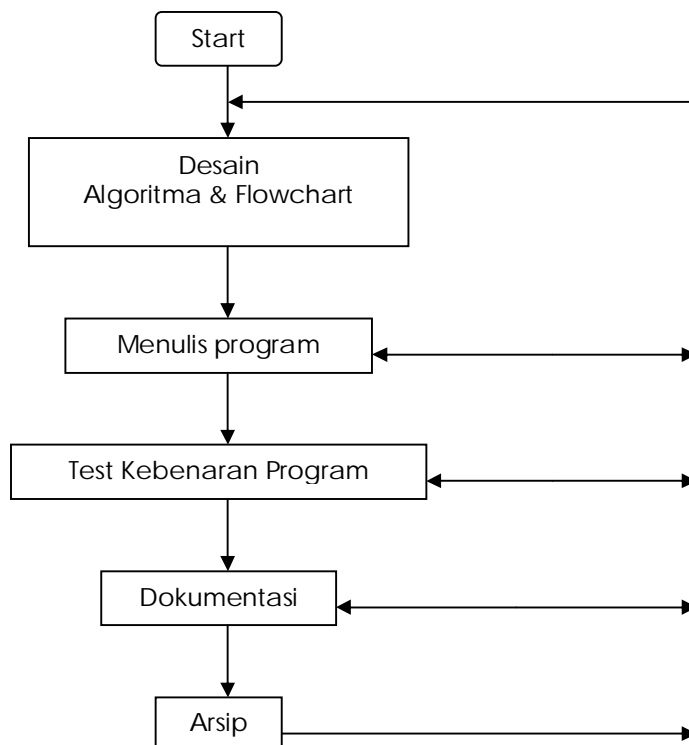 Start
Desain
Algoritma & Flowchart
Menulis program
Test Kebenaran Program
Dokumentasi
Arsip